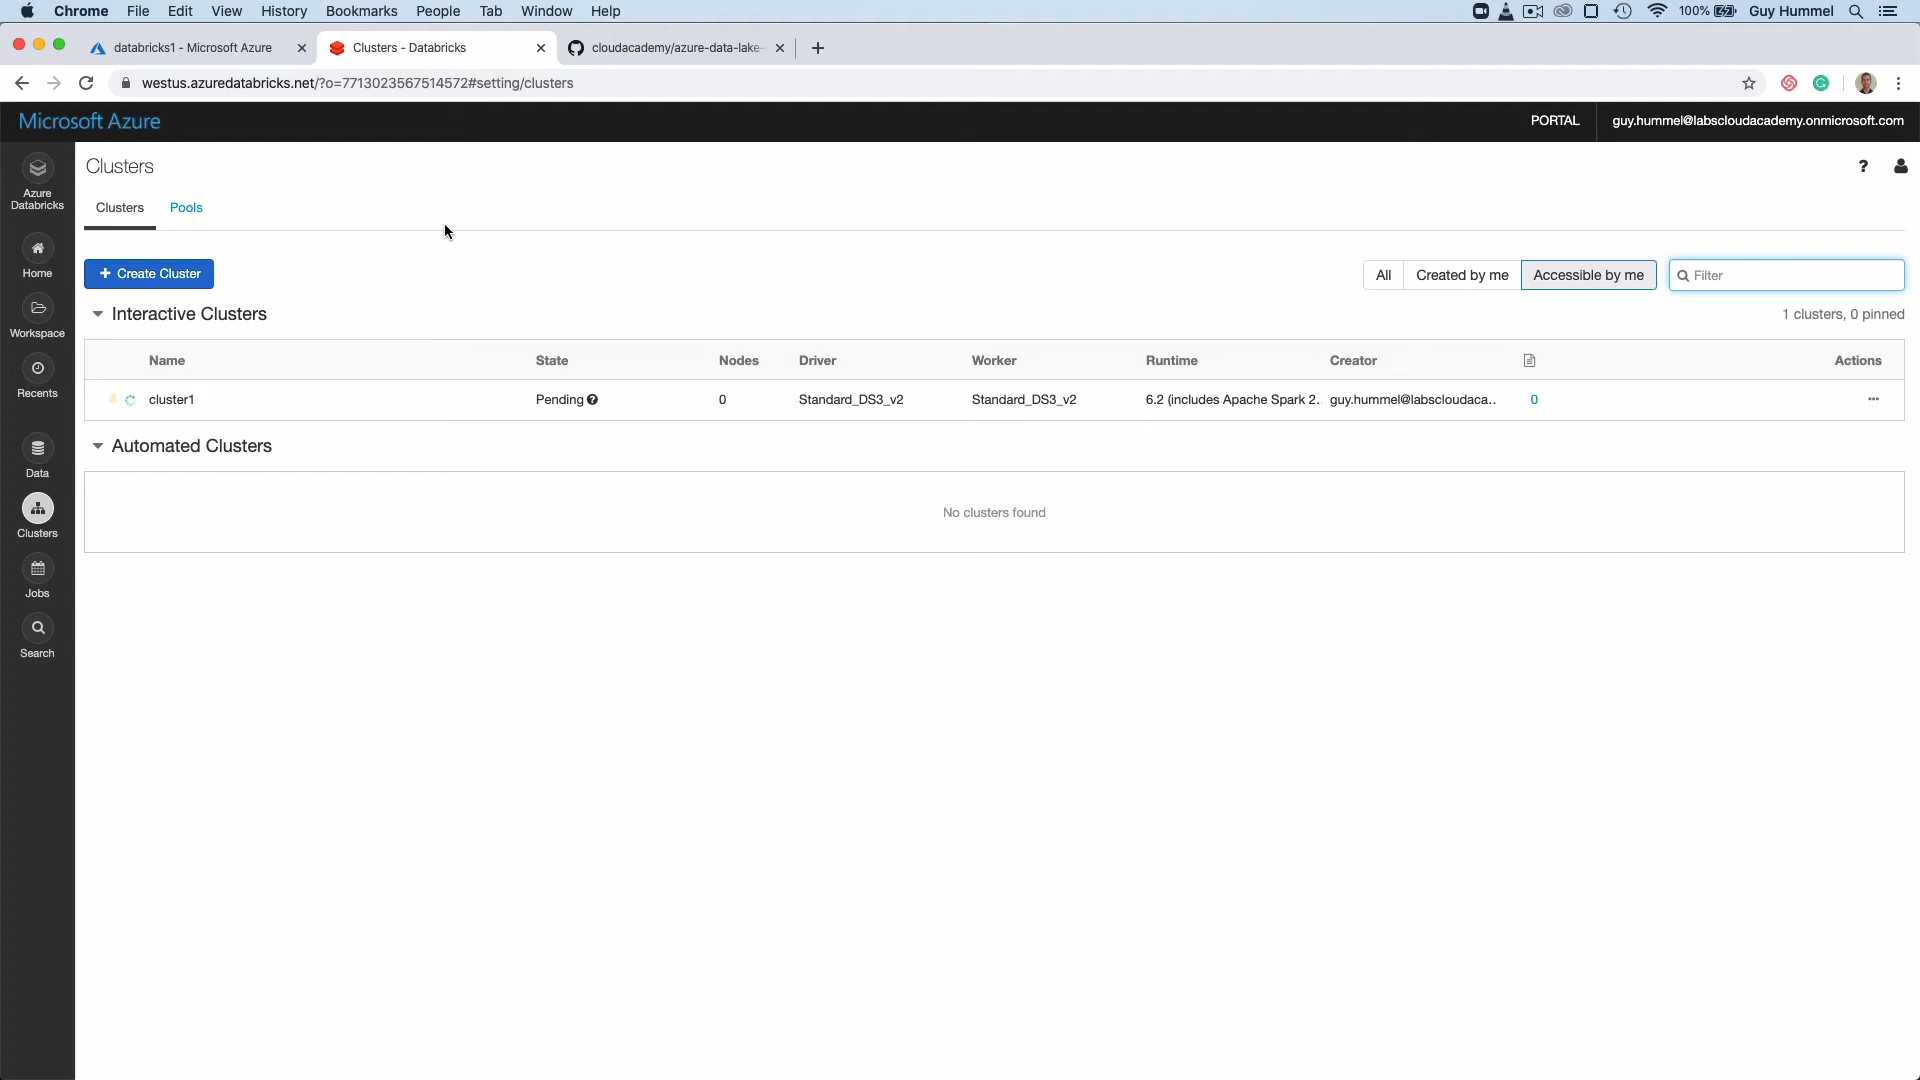 Chrome File Edit View History Bookmarks People Tab Window Help 100% Guy Hummel
databricks1 - Microsoft Azure Clusters - Databricks cloudacademy/azure-data-lake-
westus.azuredatabricks.net/?o=7713023567514572#setting/clusters
Microsoft Azure PORTAL guy.hummel@labscloudacademy.onmicrosoft.com
Azure
Databricks
Home
Workspace
Recents
Data
Clusters
Jobs
Search
Clusters ?
Clusters Pools
+ Create Cluster All Created by me Accessible by me Filter
Interactive Clusters 1 clusters, 0 pinned
Name State Nodes Driver Worker Runtime Creator Actions
cluster1 Pending ? 0 Standard_DS3_v2 Standard_DS3_v2 6.2 (includes Apache Spark 2.. guy.hummel@labscloudaca.. 0 ...
Automated Clusters
No clusters found